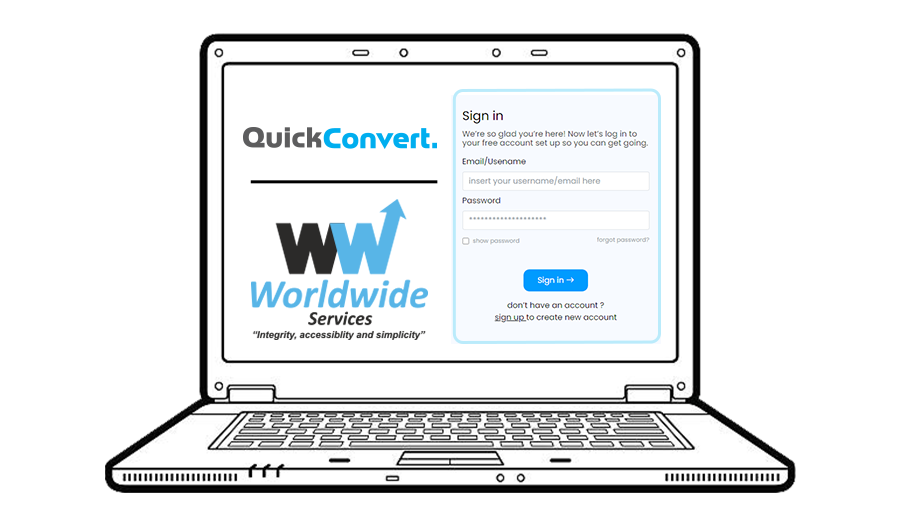 QuickConvert.
WW
Worldwide
Services
“Integrity, accessiblity and simplicity”
Sign in
We're so glad you're here! Now let's log in to
your free account set up so you can get going.
Email/Usename
insert your username/email here
Password
********************
show password
forgot password?
Sign in →
don't have an account ?
sign up to create new account